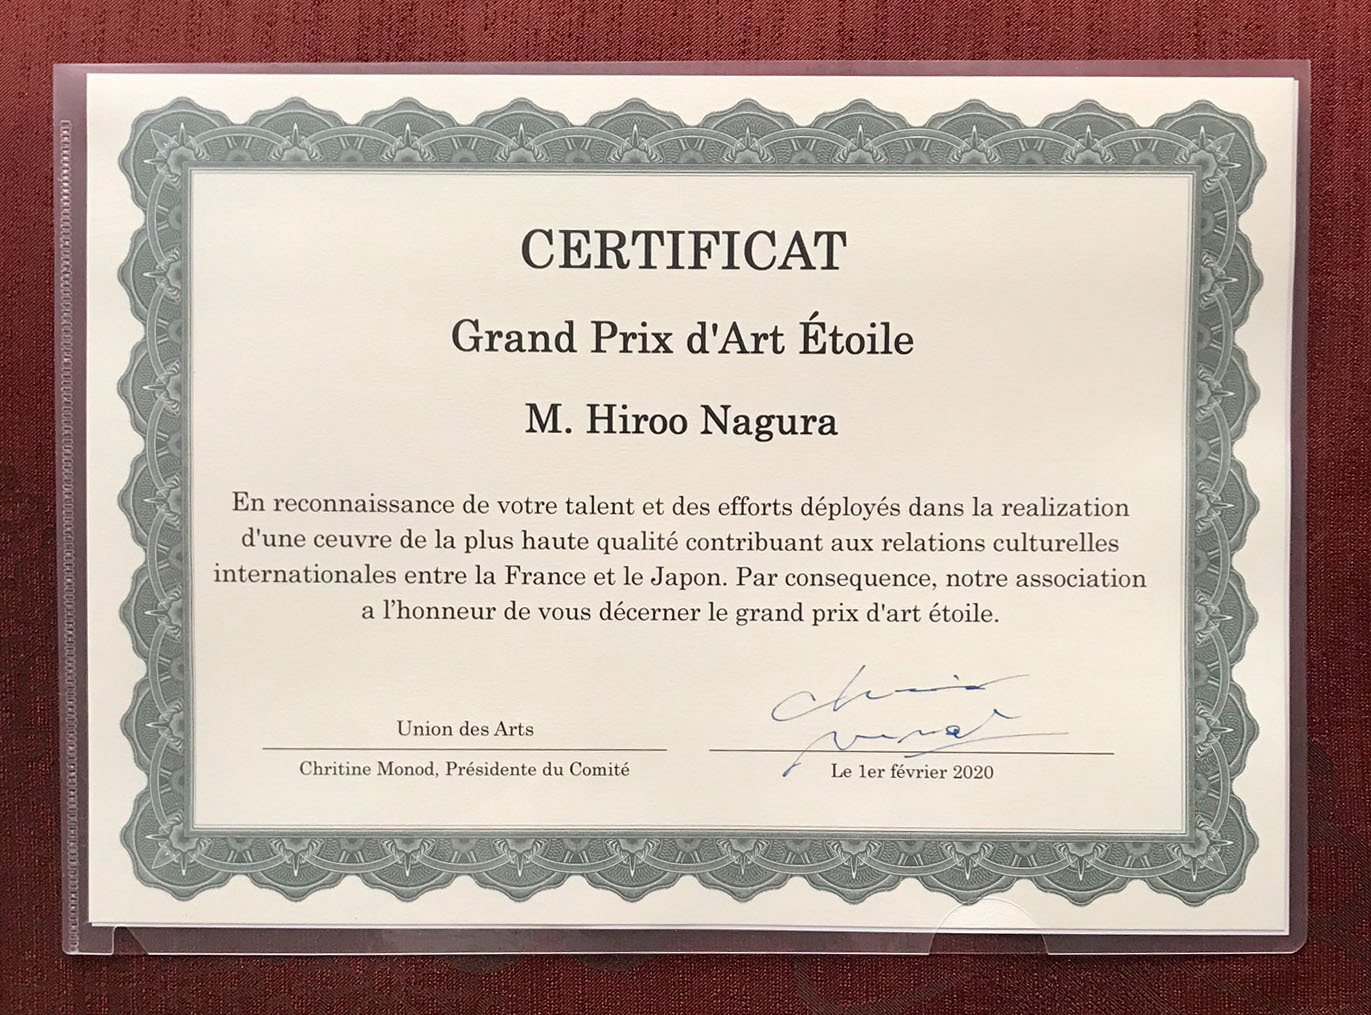 CERTIFICAT
Grand Prix d'Art Étoile
M. Hiroo Nagura
En reconnaissance de votre talent et des efforts déployés dans la realization
d'une ceuvre de la plus haute qualité contribuant aux relations culturelles
internationales entre la France et le Japon. Par consequence, notre association
a l’honneur de vous décerner le grand prix d'art étoile.
Union des Arts
Chritine Monod, Présidente du Comité
Le 1er février 2020